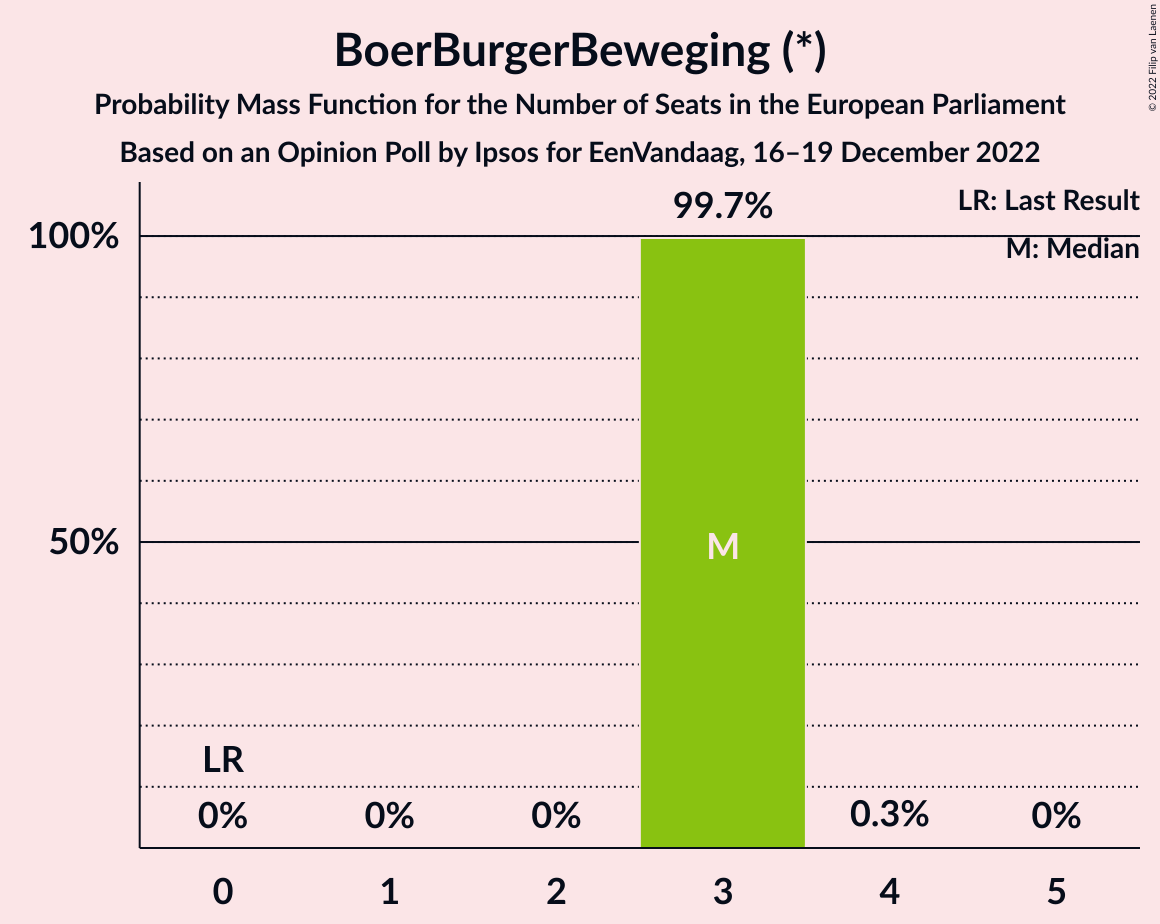 BoerBurgerBeweging (*)
Probability Mass Function for the Number of Seats in the European Parliament
Based on an Opinion Poll by Ipsos for EenVandaag, 16–19 December 2022
© 2022 Filip van Laenen
LR: Last Result
M: Median
99.7%
100%
50%
M
LR
0% 0% 0% 0.3% 0%
0 1 2 3 4 5